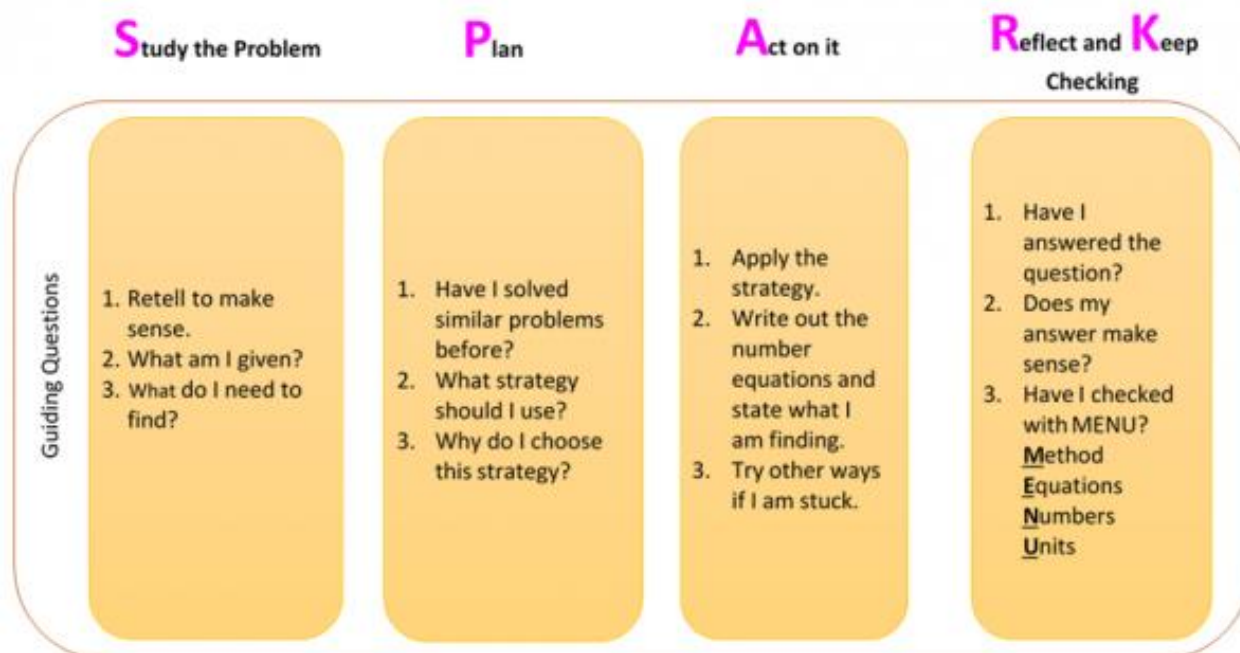 Study the Problem
Plan
Act on it
Reflect and Keep
Checking
Guiding Questions
1. Retell to make
sense.
2. What am I given?
3. What do I need to
find?
1. Have I solved
similar problems
before?
2. What strategy
should I use?
3. Why do I choose
this strategy?
1. Apply the
strategy.
2. Write out the
number
equations and
state what I
am finding.
3. Try other ways
if I am stuck.
1. Have I
answered the
question?
2. Does my
answer make
sense?
3. Have I checked
with MENU?
Method
Equations
Numbers
Units